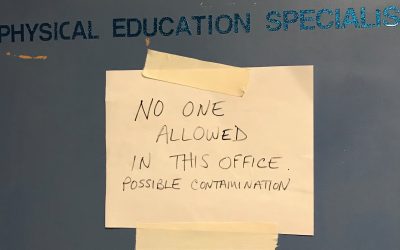 PHYSICAL EDUCATION SPECIALIS
NO ONE
ALLOWED
IN THIS OFFICE.
POSSIBLE CONTAMINATION